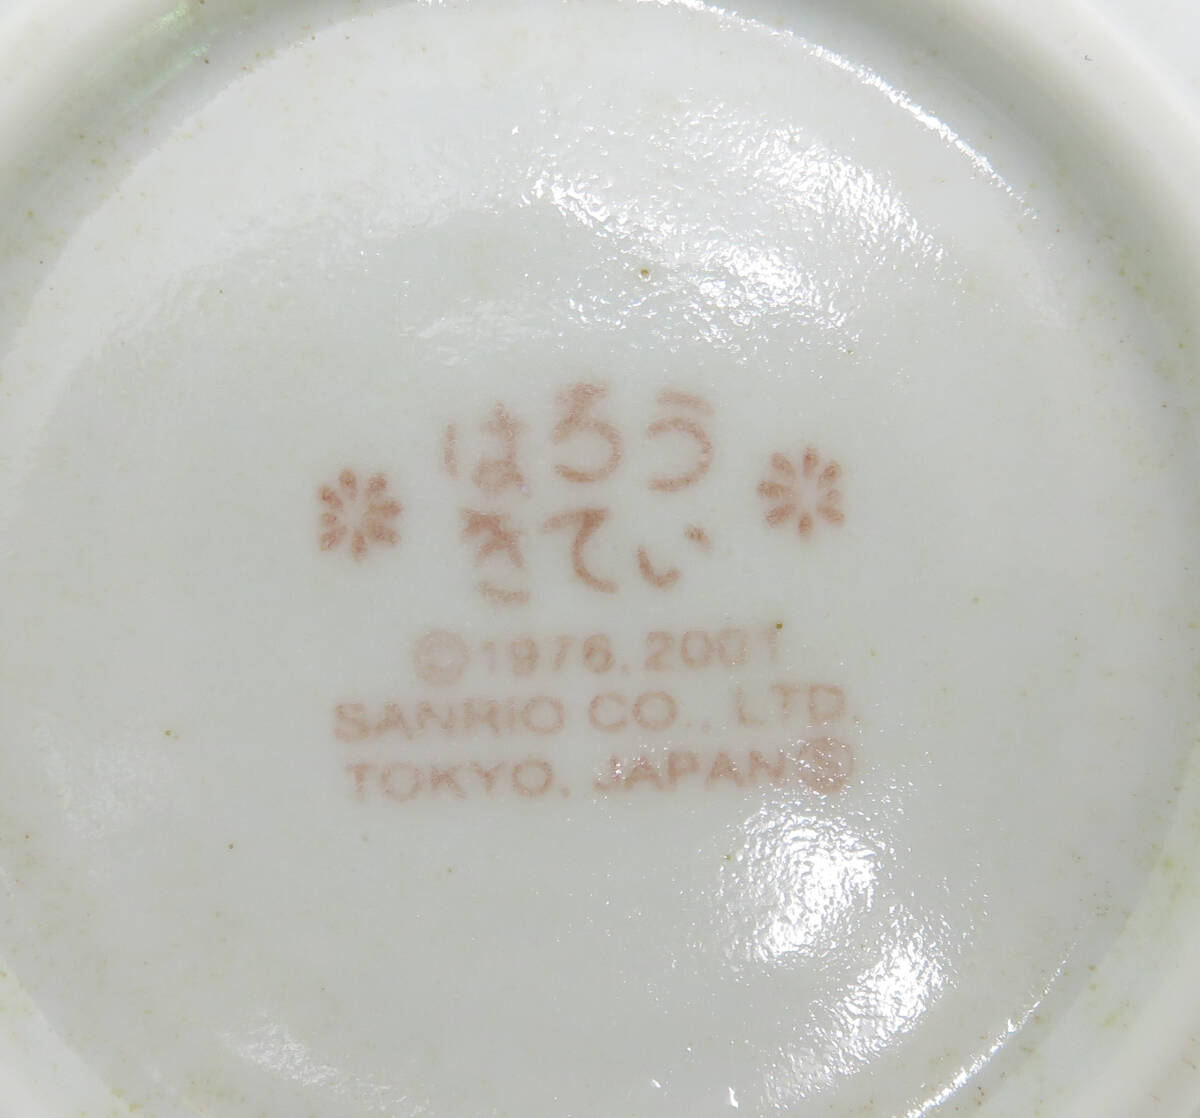 はろう
きてぃ
©1976, 2001
SANRIO CO., LTD.
TOKYO, JAPAN